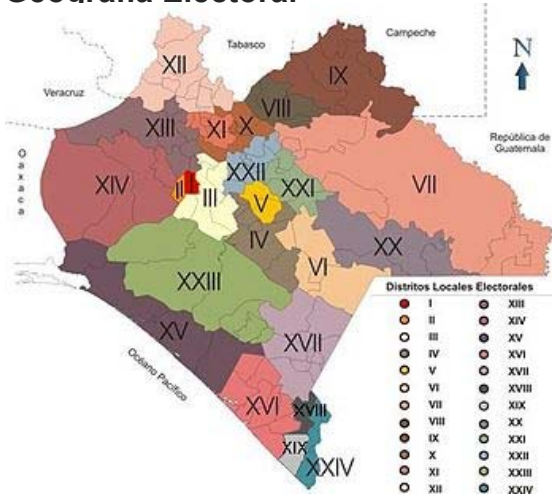 Geografía Electoral
Tabasco
Campeche
N
Veracruz
República de
Guatemala
Oaxaca
XII
IX
VIII
XIII
XI
X
XIV
II
I
III
XXII
XXI
V
VII
IV
XX
VI
XXIII
XV
XVII
Océano Pacífico
XVI
XVIII
XIX
XXIV
Distritos Locales Electorales
I
II
III
IV
V
VI
VII
VIII
IX
X
XI
XII
XIII
XIV
XV
XVI
XVII
XVIII
XIX
XX
XXI
XXII
XXIII
XXIV